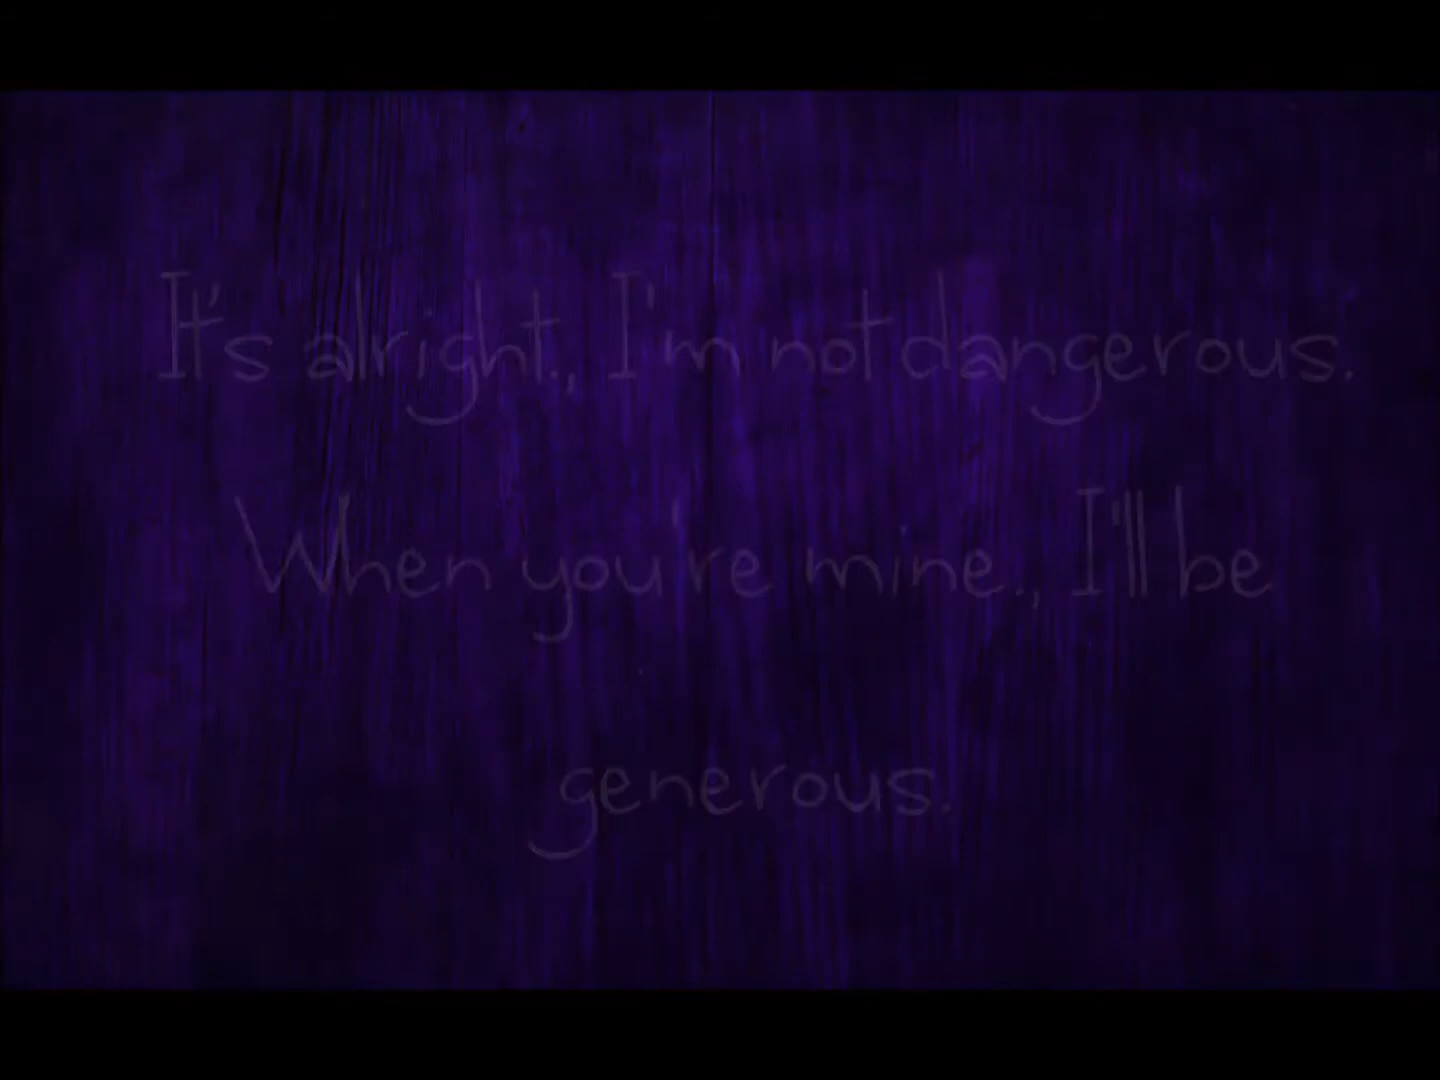 It's alright., I'm not dangerous.
When you're mine., I'll be
generous.